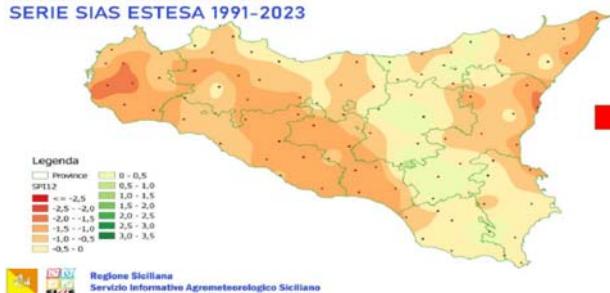 SERIE SIAS ESTESA 1991-2023
Legenda
Province
SPI12
<= -2,5
-2,5 - -2,0
-2,0 - -1,5
-1,5 - -1,0
-1,0 - -0,5
-0,5 - 0
0 - 0,5
0,5 - 1,0
1,0 - 1,5
1,5 - 2,0
2,0 - 2,5
2,5 - 3,0
3,0 - 3,5
Regione Siciliana
Servizio Informativo Agrometeorologico Siciliano